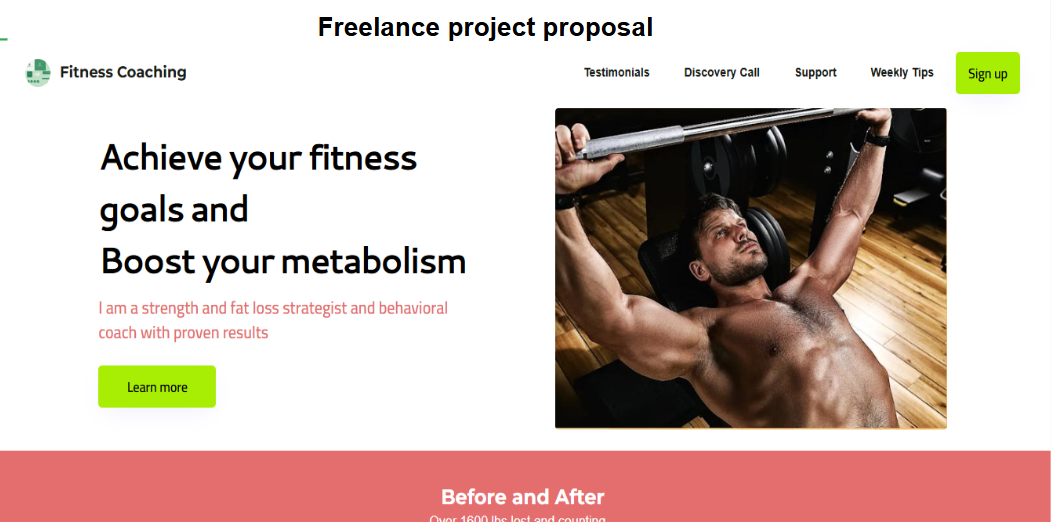 Freelance project proposal
Fitness Coaching
Testimonials
Discovery Call
Support
Weekly Tips
Sign up
Achieve your fitness
goals and
Boost your metabolism
I am a strength and fat loss strategist and behavioral
coach with proven results
Learn more
Before and After
Over 1600 lbs lost and counting